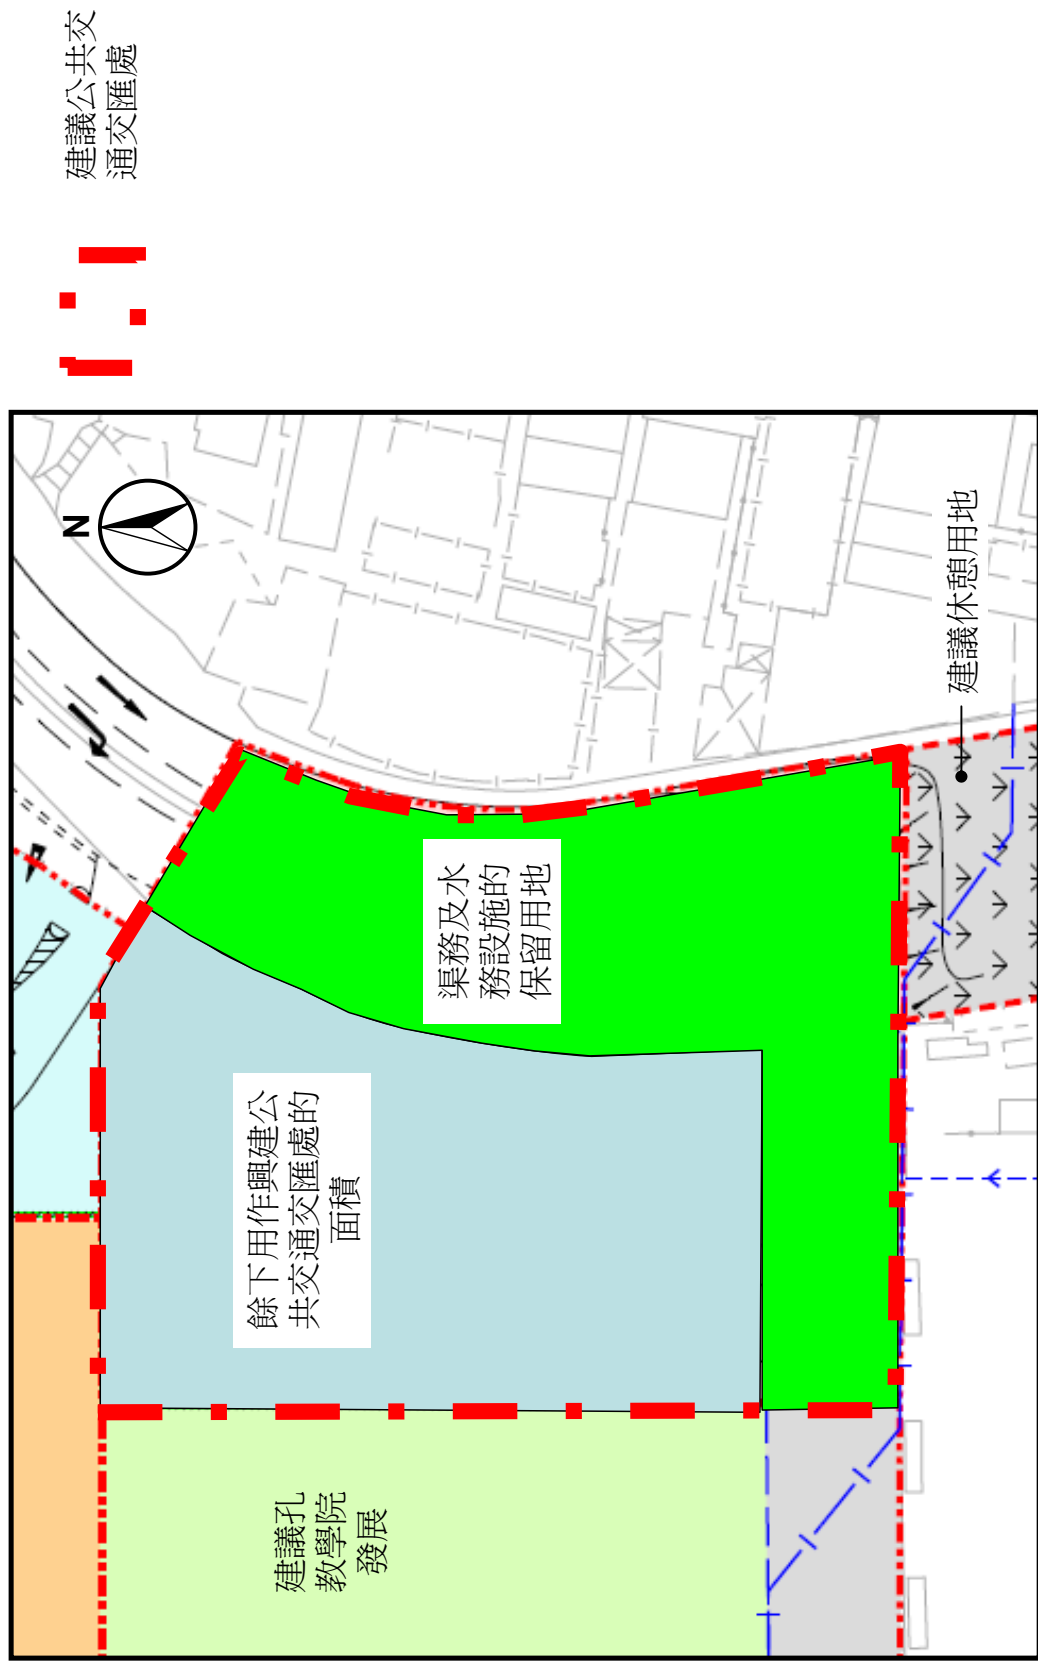 建議公共交
通交匯處
N
建議休憩用地
渠務及水
務設施的
保留用地
餘下用作興建公
共交通交匯處的
面積
建議孔
教學院
發展